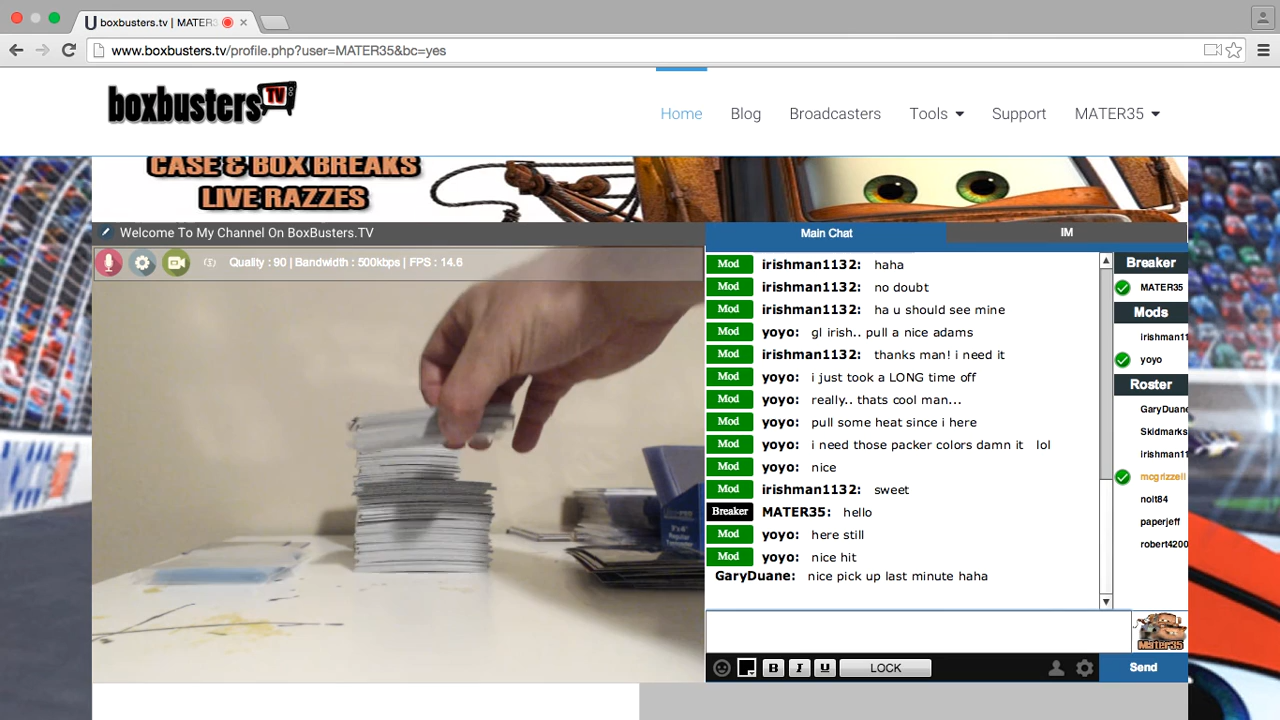 boxbusters.tv | MATER3
www.boxbusters.tv/profile.php?user=MATER35&bc=yes
boxbusters TV
Home Blog Broadcasters Tools Support MATER35
CASE & BOX BREAKS
LIVE RAZZES
Welcome To My Channel On BoxBusters.TV
Main Chat IM
Quality : 90 | Bandwidth : 500kbps | FPS : 14.6
Mod irishman1132: haha
Mod irishman1132: no doubt
Mod irishman1132: ha u should see mine
Mod yoyo: gl irish.. pull a nice adams
Mod irishman1132: thanks man! i need it
Mod yoyo: i just took a LONG time off
Mod yoyo: really.. thats cool man...
Mod yoyo: pull some heat since i here
Mod yoyo: i need those packer colors damn it lol
Mod yoyo: nice
Mod irishman1132: sweet
Breaker MATER35: hello
Mod yoyo: here still
Mod yoyo: nice hit
GaryDuane: nice pick up last minute haha
Breaker
MATER35
Mods
irishman11
yoyo
Roster
GaryDuane
Skidmarks
irishman11
mcgrizzell
nolt84
paperjeff
robert4200
Mater35
B I U LOCK Send